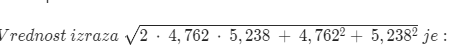 Vrednost izraza √(2 · 4,762 · 5,238 + 4,762² + 5,238²) je :